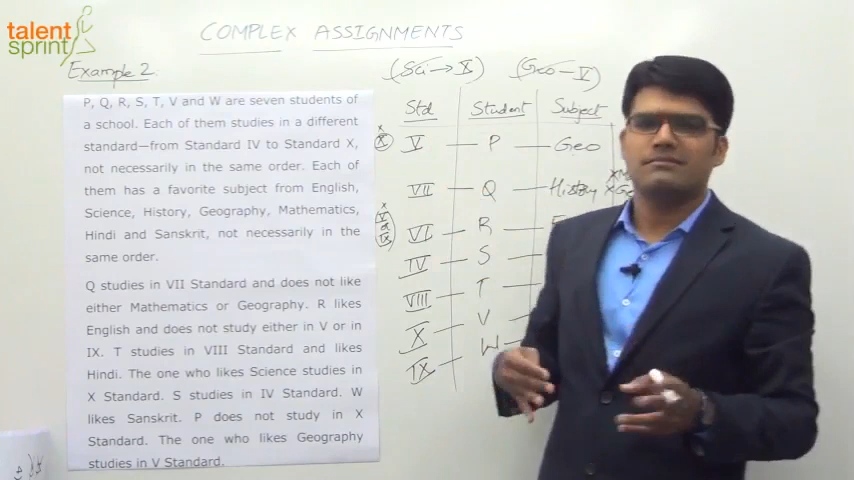 talent
sprint
COMPLEX ASSIGNMENTS
Example 2
(Sci → X) (Geo - V)
P, Q, R, S, T, V and W are seven students of
a school. Each of them studies in a different
standard—from Standard IV to Standard X,
not necessarily in the same order. Each of
them has a favorite subject from English,
Science, History, Geography, Mathematics,
Hindi and Sanskrit, not necessarily in the
same order.
Q studies in VII Standard and does not like
either Mathematics or Geography. R likes
English and does not study either in V or in
IX. T studies in VIII Standard and likes
Hindi. The one who likes Science studies in
X Standard. S studies in IV Standard. W
likes Sanskrit. P does not study in X
Standard. The one who likes Geography
studies in V Standard.
Std Student Subject
x X V — P — Geo
VII — Q — History
x V or IX VI — R
IV — S —
VIII — T —
X — V —
IX — W —